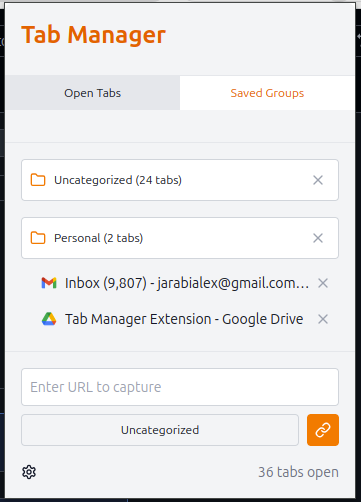 Tab Manager
Open Tabs
Saved Groups
Uncategorized (24 tabs)
Personal (2 tabs)
Inbox (9,807) - jarabialex@gmail.com...
Tab Manager Extension - Google Drive
Enter URL to capture
Uncategorized
36 tabs open